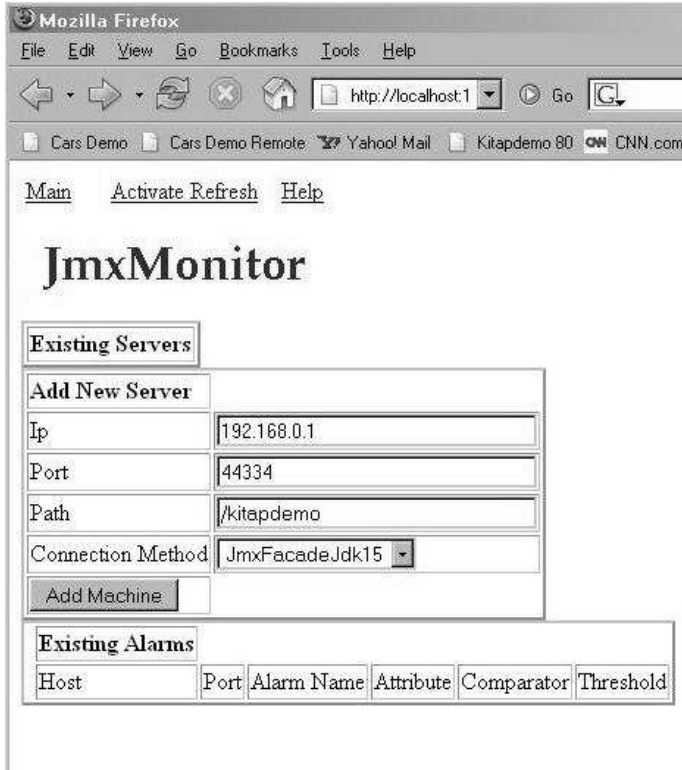 Mozilla Firefox
File Edit View Go Bookmarks Tools Help
http://localhost:1 Go G
Cars Demo Cars Demo Remote Y! Yahoo! Mail Kitapdemo 80 CNN CNN.com
Main Activate Refresh Help
JmxMonitor
Existing Servers
Add New Server
Ip 192.168.0.1
Port 44334
Path /kitapdemo
Connection Method JmxFacadeJdk15
Add Machine
Existing Alarms
Host Port Alarm Name Attribute Comparator Threshold